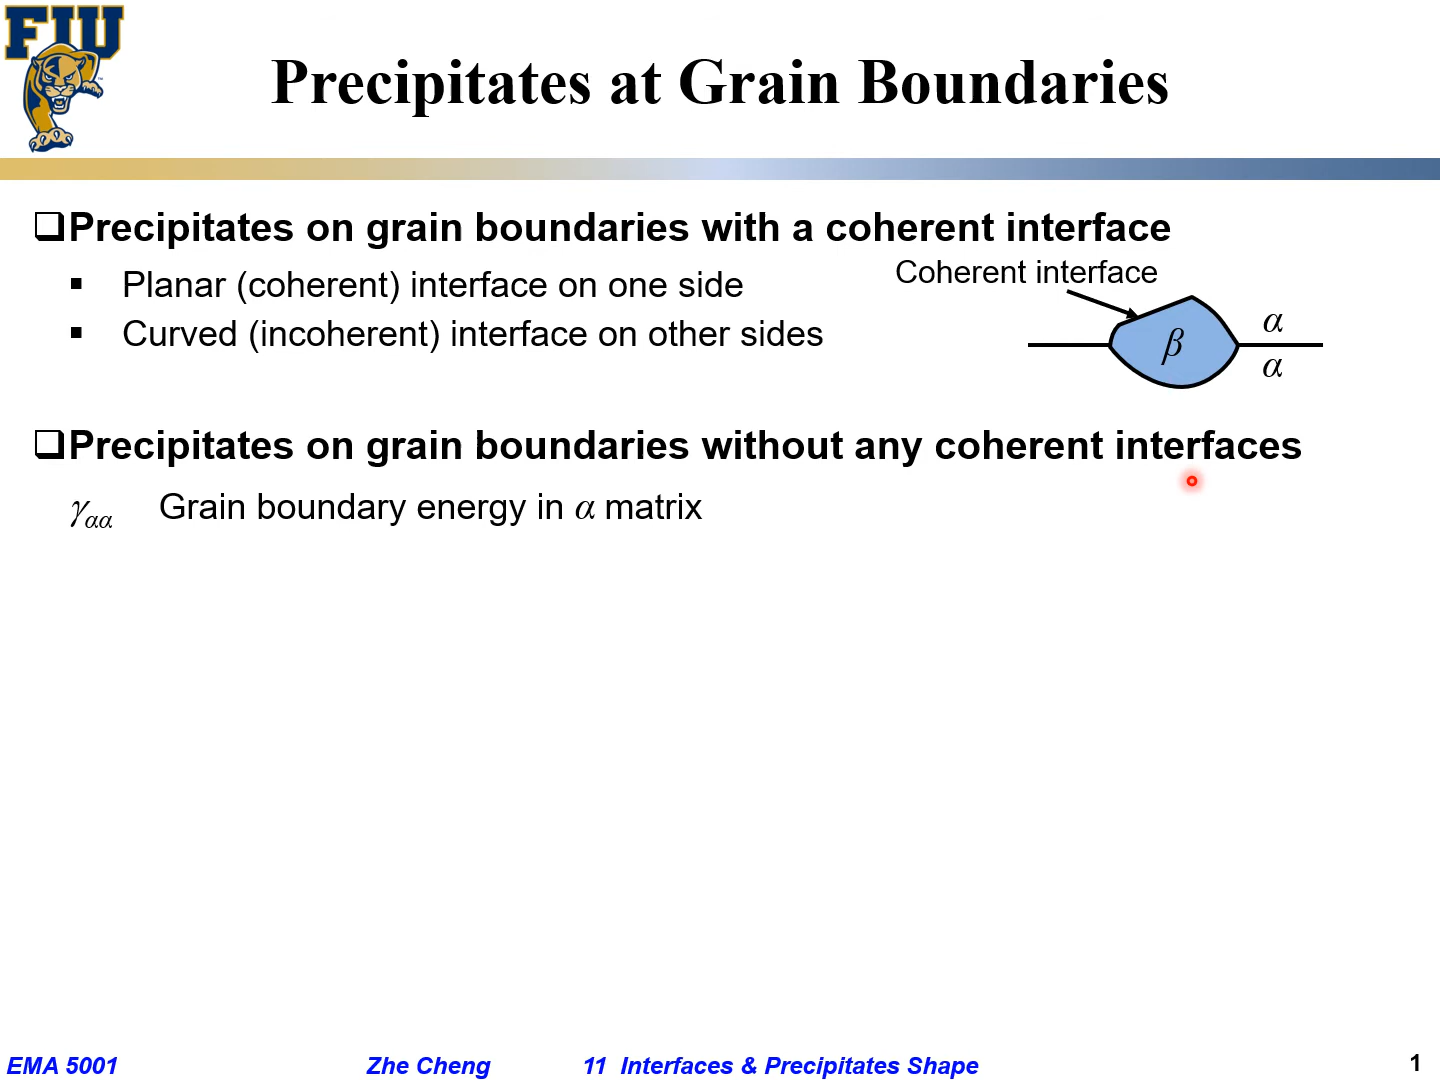 FIU
Precipitates at Grain Boundaries
❑Precipitates on grain boundaries with a coherent interface
▪ Planar (coherent) interface on one side
▪ Curved (incoherent) interface on other sides
Coherent interface
β
α
α
❑Precipitates on grain boundaries without any coherent interfaces
γαα Grain boundary energy in α matrix
EMA 5001 Zhe Cheng 11 Interfaces & Precipitates Shape 1